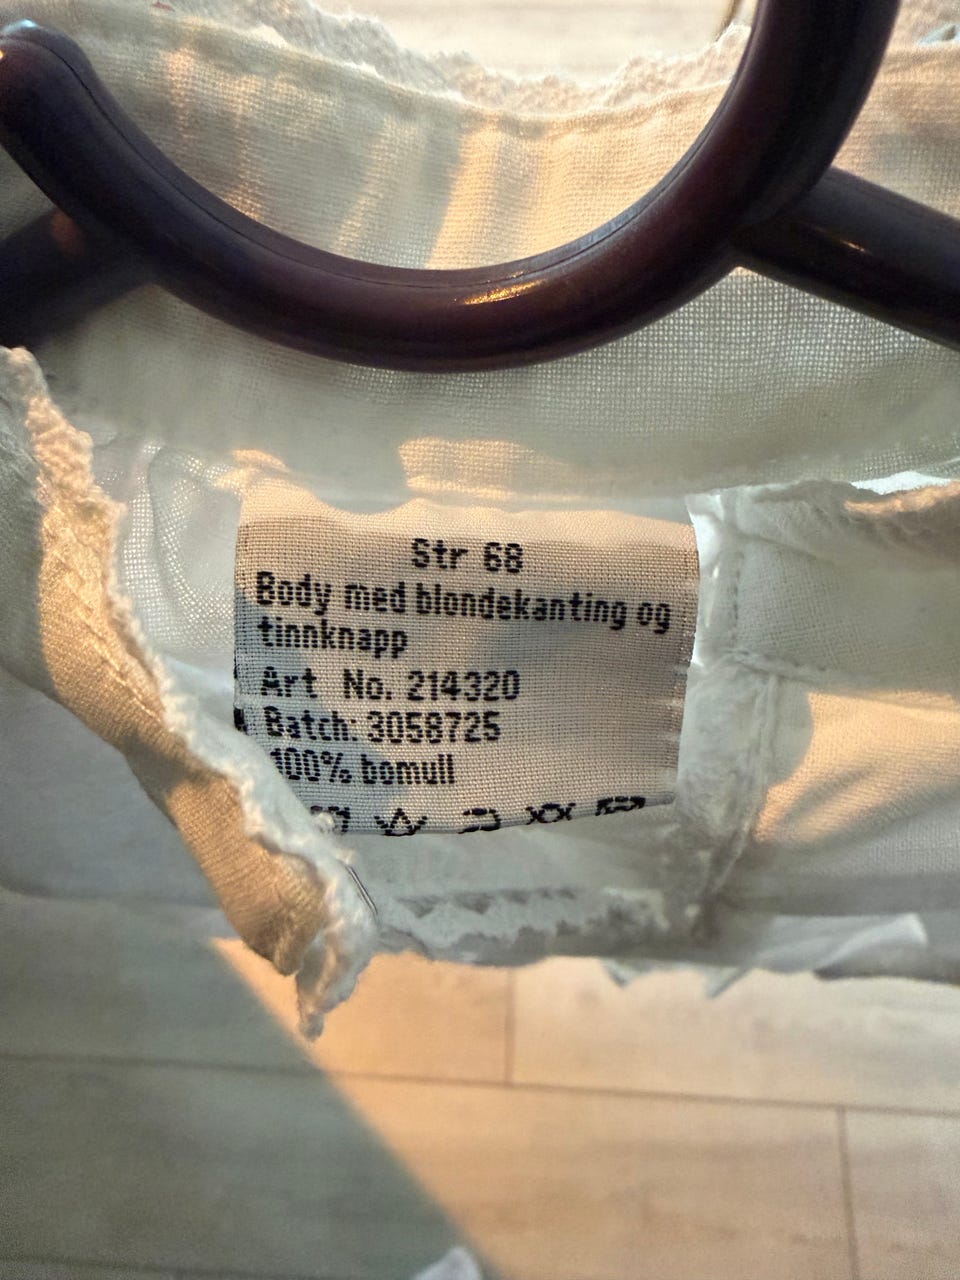 Str 68
Body med blondekanting og
tinnknapp
Art No. 214320
Batch: 3058725
100% bomull